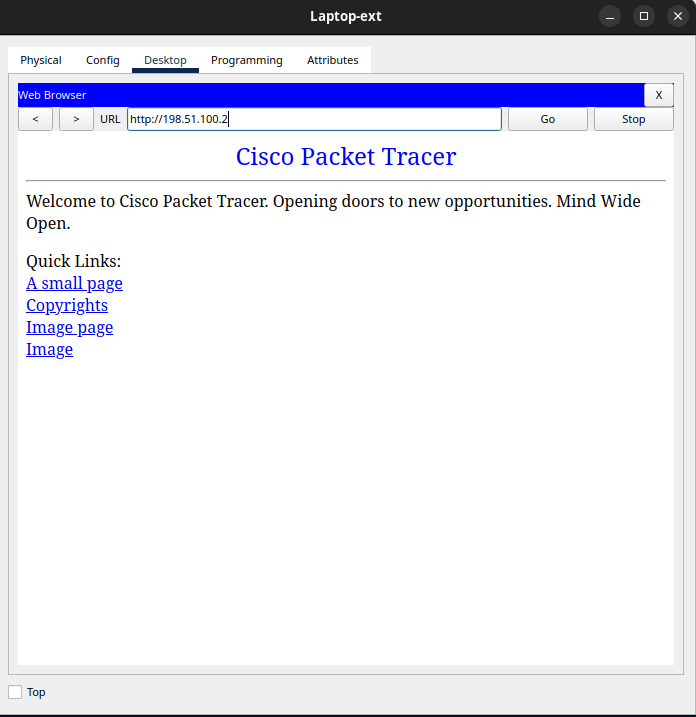 Laptop-ext
Physical Config Desktop Programming Attributes
Web Browser X
< > URL http://198.51.100.2 Go Stop
Cisco Packet Tracer
Welcome to Cisco Packet Tracer. Opening doors to new opportunities. Mind Wide
Open.
Quick Links:
A small page
Copyrights
Image page
Image
Top